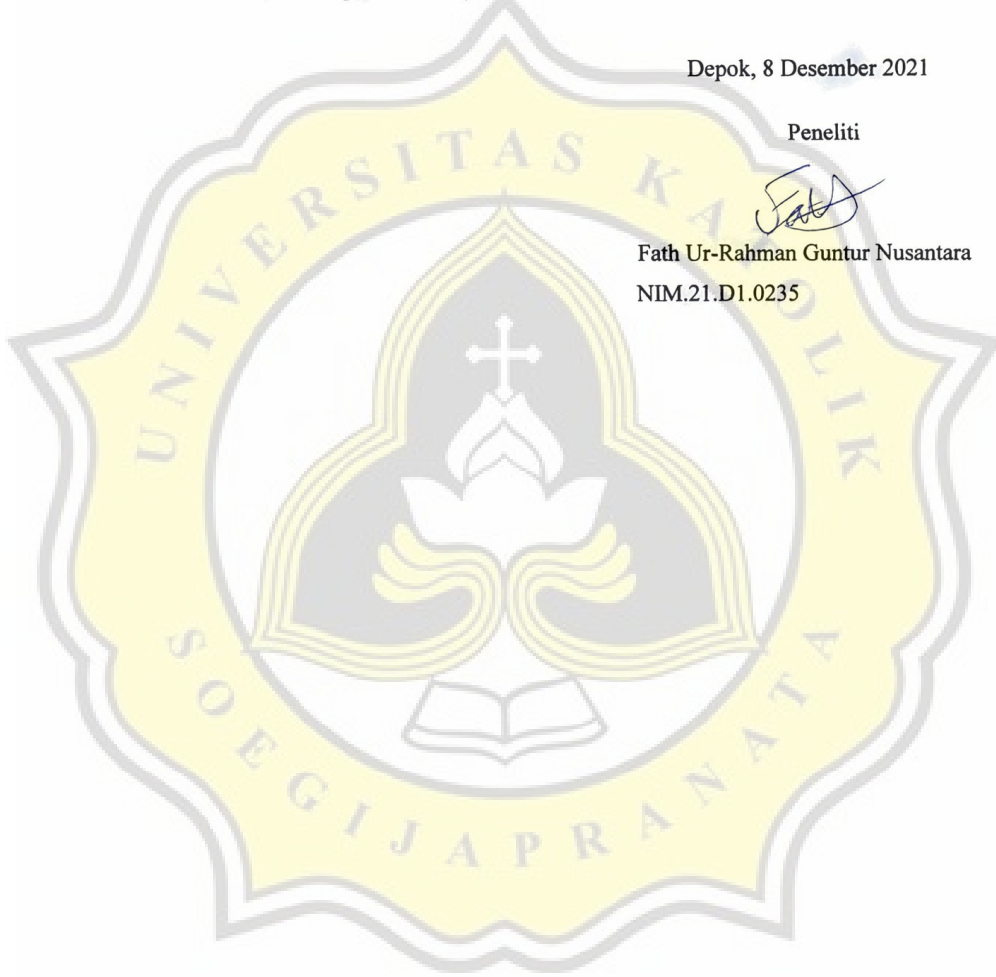 Depok, 8 Desember 2021
Peneliti
Fath Ur-Rahman Guntur Nusantara
NIM.21.D1.0235
UNIVERSITAS KATOLIK
SOEGIJAPRANATA